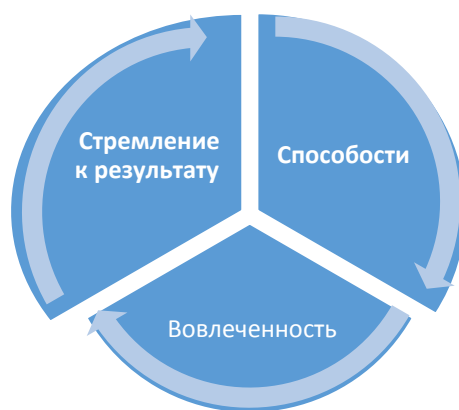 Стремление
к результату
Способости
Вовлеченность